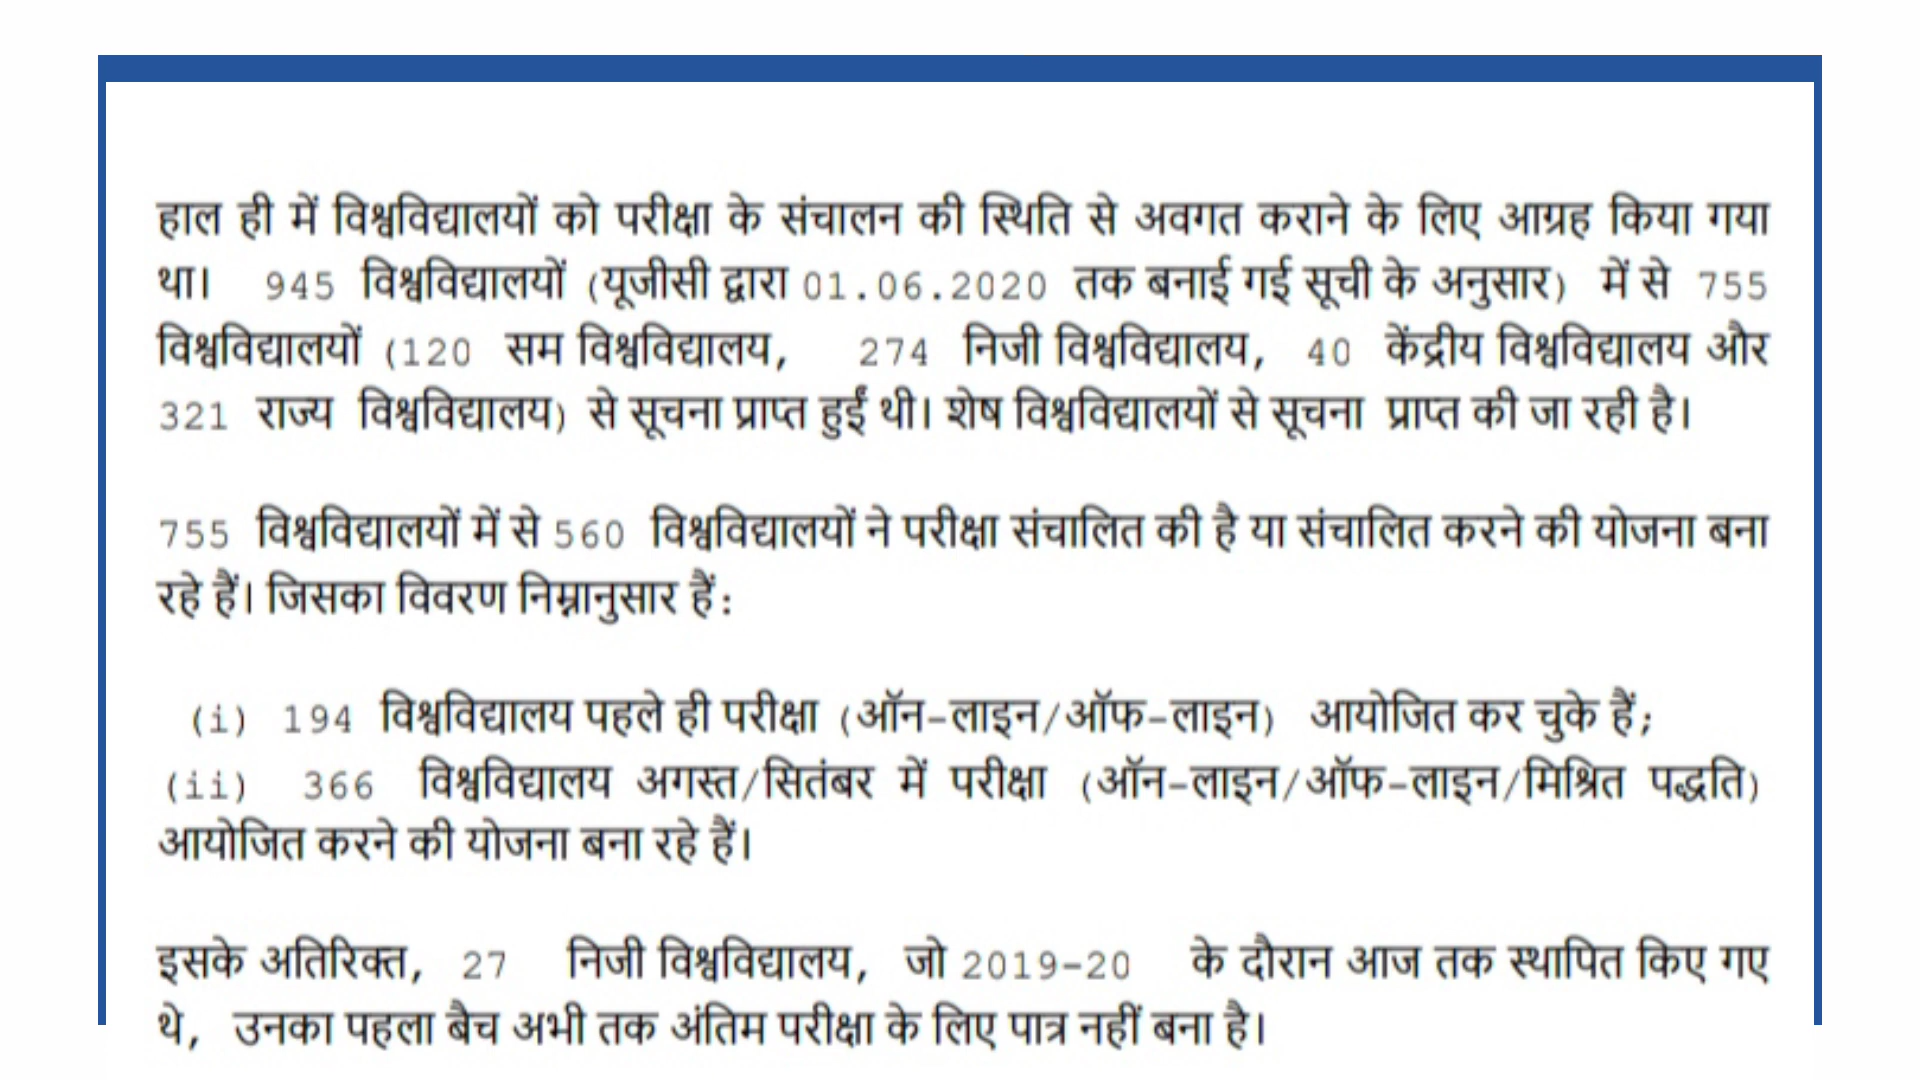 हाल ही में विश्वविद्यालयों को परीक्षा के संचालन की स्थिति से अवगत कराने के लिए आग्रह किया गया
था। 945 विश्वविद्यालयों (यूजीसी द्वारा 01.06.2020 तक बनाई गई सूची के अनुसार) में से 755
विश्वविद्यालयों (120 सम विश्वविद्यालय, 274 निजी विश्वविद्यालय, 40 केंद्रीय विश्वविद्यालय और
321 राज्य विश्वविद्यालय) से सूचना प्राप्त हुईं थी। शेष विश्वविद्यालयों से सूचना प्राप्त की जा रही है।
755 विश्वविद्यालयों में से 560 विश्वविद्यालयों ने परीक्षा संचालित की है या संचालित करने की योजना बना
रहे हैं। जिसका विवरण निम्नानुसार हैं:
(i) 194 विश्वविद्यालय पहले ही परीक्षा (ऑन-लाइन/ऑफ-लाइन) आयोजित कर चुके हैं;
(ii) 366 विश्वविद्यालय अगस्त/सितंबर में परीक्षा (ऑन-लाइन/ऑफ-लाइन/मिश्रित पद्धति)
आयोजित करने की योजना बना रहे हैं।
इसके अतिरिक्त, 27 निजी विश्वविद्यालय, जो 2019-20 के दौरान आज तक स्थापित किए गए
थे, उनका पहला बैच अभी तक अंतिम परीक्षा के लिए पात्र नहीं बना है।